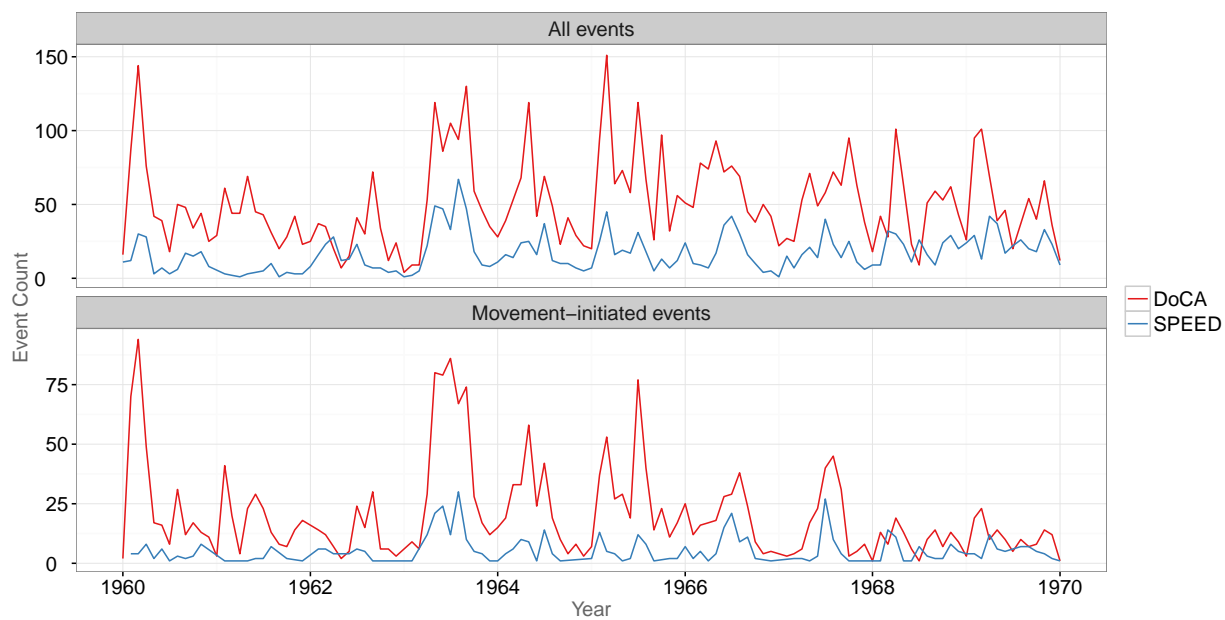 All events
150
100
50
0
Movement−initiated events
75
50
25
0
Event Count
1960
1962
1964
1966
1968
1970
Year
DoCA
SPEED